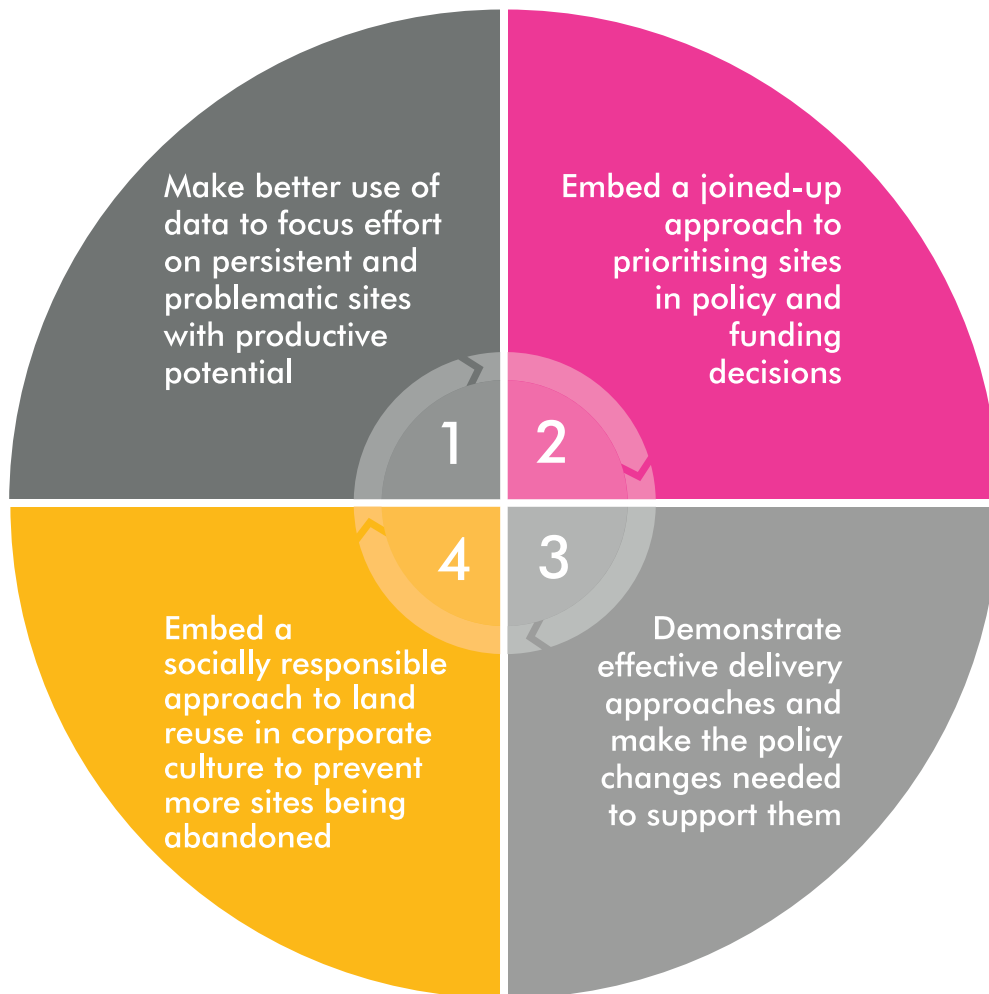 Make better use of
data to focus effort
on persistent and
problematic sites
with productive
potential
1
Embed a joined-up
approach to
prioritising sites
in policy and
funding
decisions
2
3
Demonstrate
effective delivery
approaches and
make the policy
changes needed
to support them
4
Embed a
socially responsible
approach to land
reuse in corporate
culture to prevent
more sites being
abandoned